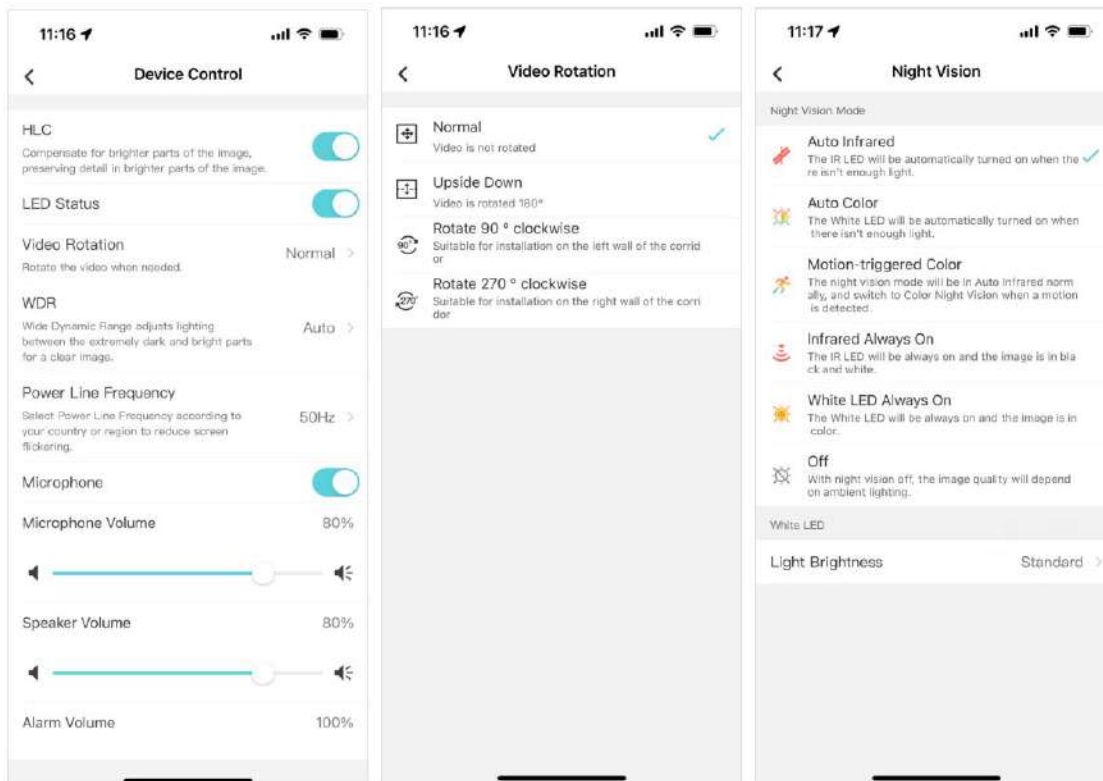 11:16
Device Control
HLC
Compensate for brighter parts of the image,
preserving detail in brighter parts of the image.
LED Status
Video Rotation
Normal
Rotate the video when needed.
WDR
Wide Dynamic Range adjusts lighting
between the extremely dark and bright parts
for a clear image.
Auto
Power Line Frequency
Select Power Line Frequency according to
your country or region to reduce screen
flickering.
50Hz
Microphone
Microphone Volume 80%
Speaker Volume 80%
Alarm Volume 100%
11:16
Video Rotation
Normal
Video is not rotated
Upside Down
Video is rotated 180°
90°
Rotate 90 ° clockwise
Suitable for installation on the left wall of the corrid
or
270°
Rotate 270 ° clockwise
Suitable for installation on the right wall of the corri
dor
11:17
Night Vision
Night Vision Mode
Auto Infrared
The IR LED will be automatically turned on when the
re isn't enough light.
Auto Color
The White LED will be automatically turned on when
there isn't enough light.
Motion-triggered Color
The night vision mode will be in Auto Infrared norm
ally, and switch to Color Night Vision when a motion
is detected.
Infrared Always On
The IR LED will be always on and the image is in bla
ck and white.
White LED Always On
The White LED will be always on and the image is in
color.
Off
With night vision off, the image quality will depend
on ambient lighting.
White LED
Light Brightness Standard